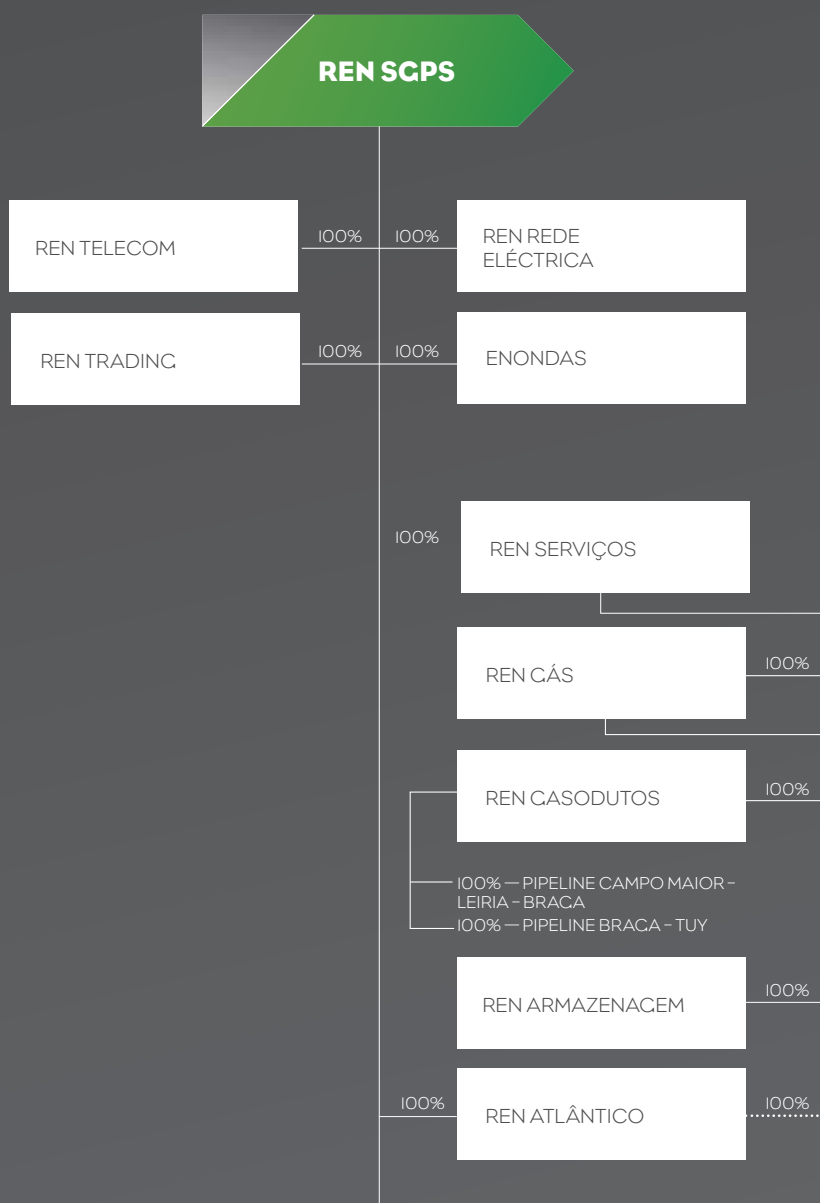 REN SGPS
REN TELECOM
100%
100%
REN REDE
ELÉCTRICA
REN TRADING
100%
100%
ENONDAS
100%
REN SERVIÇOS
REN GÁS
100%
REN GASODUTOS
100%
100% — PIPELINE CAMPO MAIOR –
LEIRIA – BRAGA
100% — PIPELINE BRAGA – TUY
REN ARMAZENAGEM
100%
100%
REN ATLÂNTICO
100%